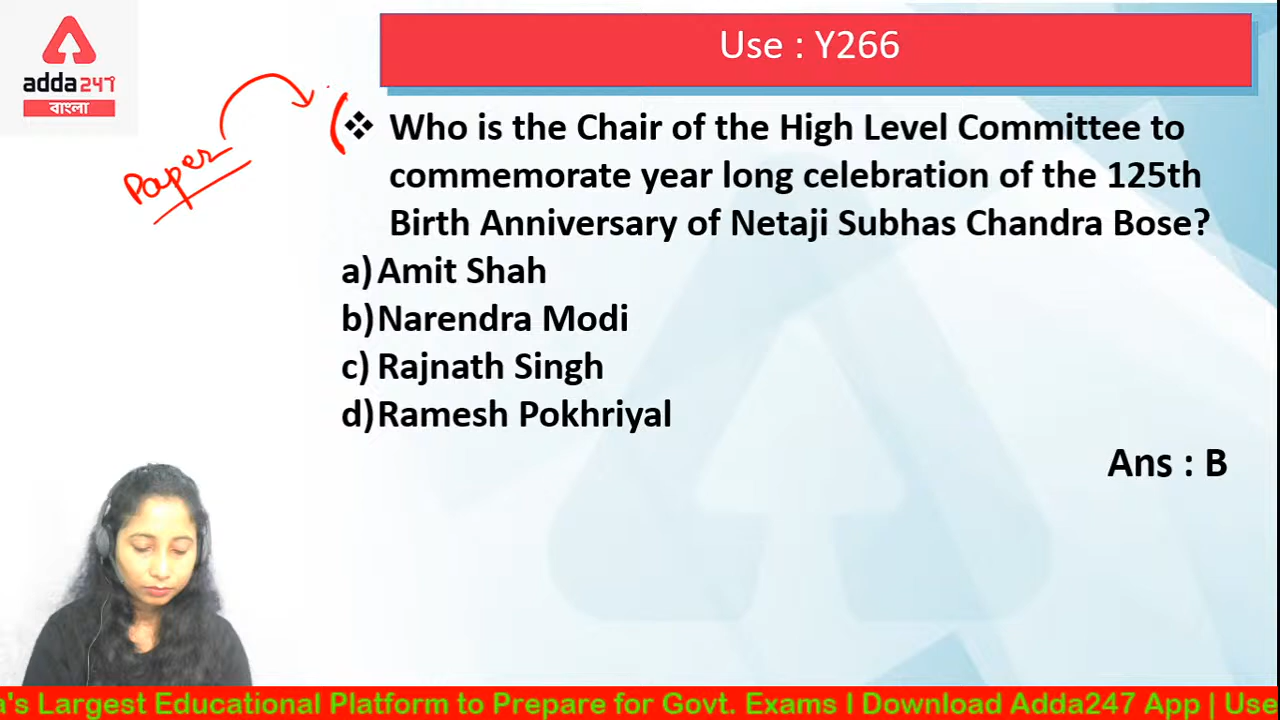 adda247
বাংলা
Use : Y266
Paper
❖ Who is the Chair of the High Level Committee to
commemorate year long celebration of the 125th
Birth Anniversary of Netaji Subhas Chandra Bose?
a) Amit Shah
b) Narendra Modi
c) Rajnath Singh
d) Ramesh Pokhriyal
Ans : B
a's Largest Educational Platform to Prepare for Govt. Exams I Download Adda247 App | Use